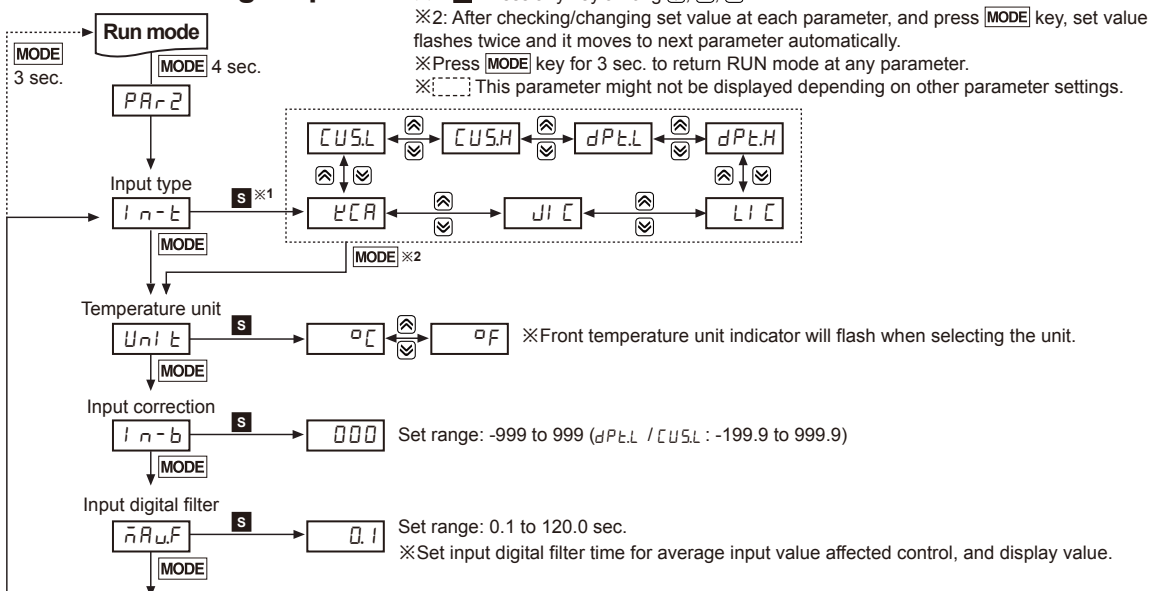 ※2: After checking/changing set value at each parameter, and press MODE key, set value
flashes twice and it moves to next parameter automatically.
※Press MODE key for 3 sec. to return RUN mode at any parameter.
※ This parameter might not be displayed depending on other parameter settings.
Run mode
MODE
3 sec.
MODE 4 sec.
PAr2
CUS.L
CUS.H
dPt.L
dPt.H
Input type
In-t
S ※1
KCA
JIC
LIC
MODE
MODE ※2
Temperature unit
UnIt
S
°C
°F
※Front temperature unit indicator will flash when selecting the unit.
MODE
Input correction
In-b
S
000
Set range: -999 to 999 (dPt.L / CUS.L : -199.9 to 999.9)
MODE
Input digital filter
MAv.F
S
0.1
Set range: 0.1 to 120.0 sec.
※Set input digital filter time for average input value affected control, and display value.
MODE